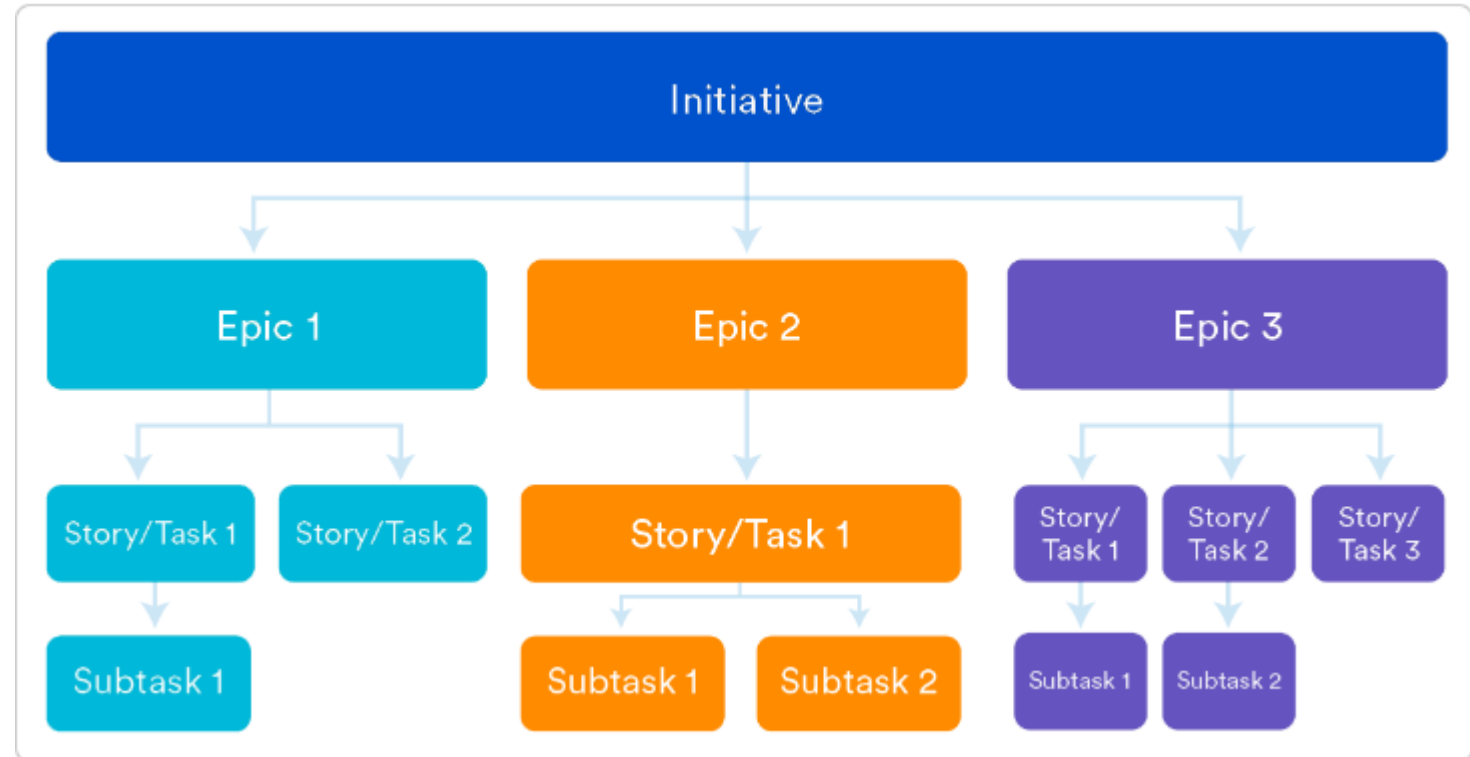 Initiative
Epic 1
Epic 2
Epic 3
Story/Task 1
Story/Task 2
Story/Task 1
Story/
Task 1
Story/
Task 2
Story/
Task 3
Subtask 1
Subtask 1
Subtask 2
Subtask 1
Subtask 2